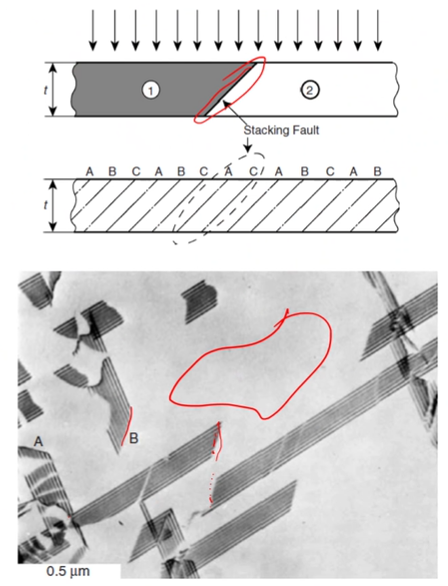 t
1
2
Stacking Fault
A B C A B C A C A B C A B
t
A
B
0.5 μm